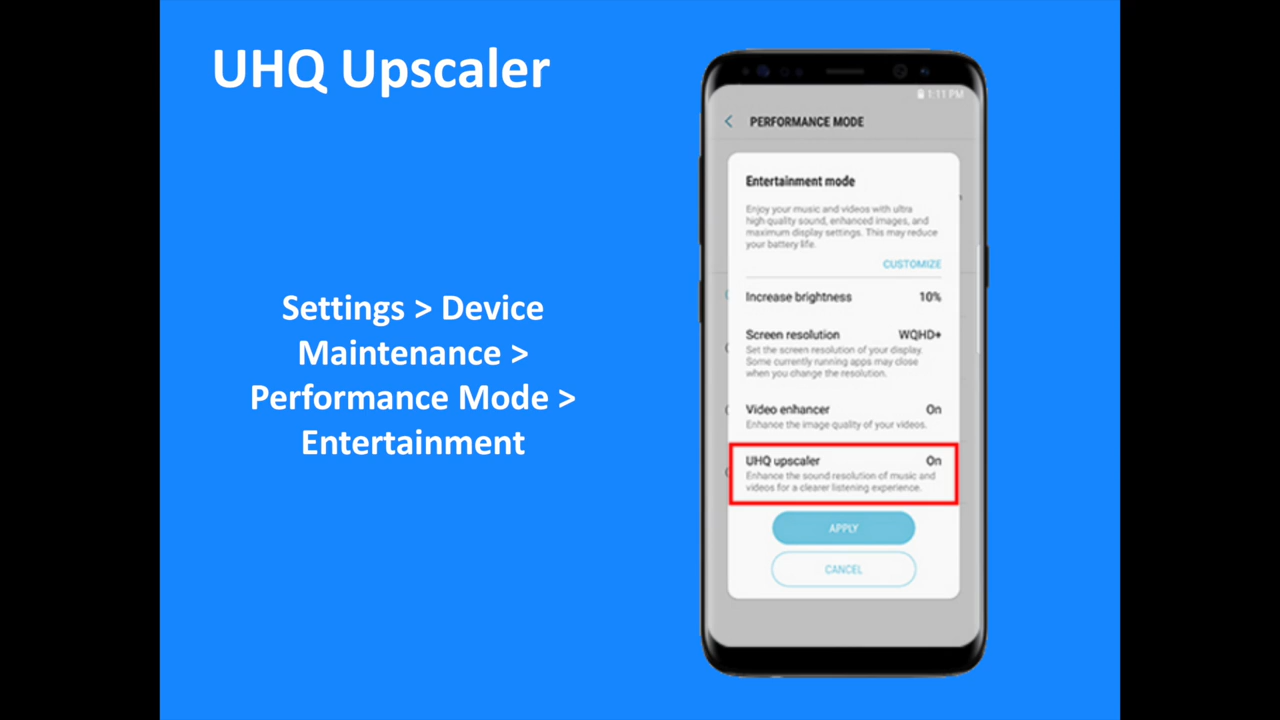 UHQ Upscaler
Settings > Device
Maintenance >
Performance Mode >
Entertainment
1:11 PM
PERFORMANCE MODE
Entertainment mode
Enjoy your music and videos with ultra
high quality sound, enhanced images, and
maximum display settings. This may reduce
your battery life.
CUSTOMIZE
Increase brightness 10%
Screen resolution WQHD+
Set the screen resolution of your display.
Some currently running apps may close
when you change the resolution.
Video enhancer On
Enhance the image quality of your videos.
UHQ upscaler On
Enhance the sound resolution of music and
videos for a clearer listening experience.
APPLY
CANCEL